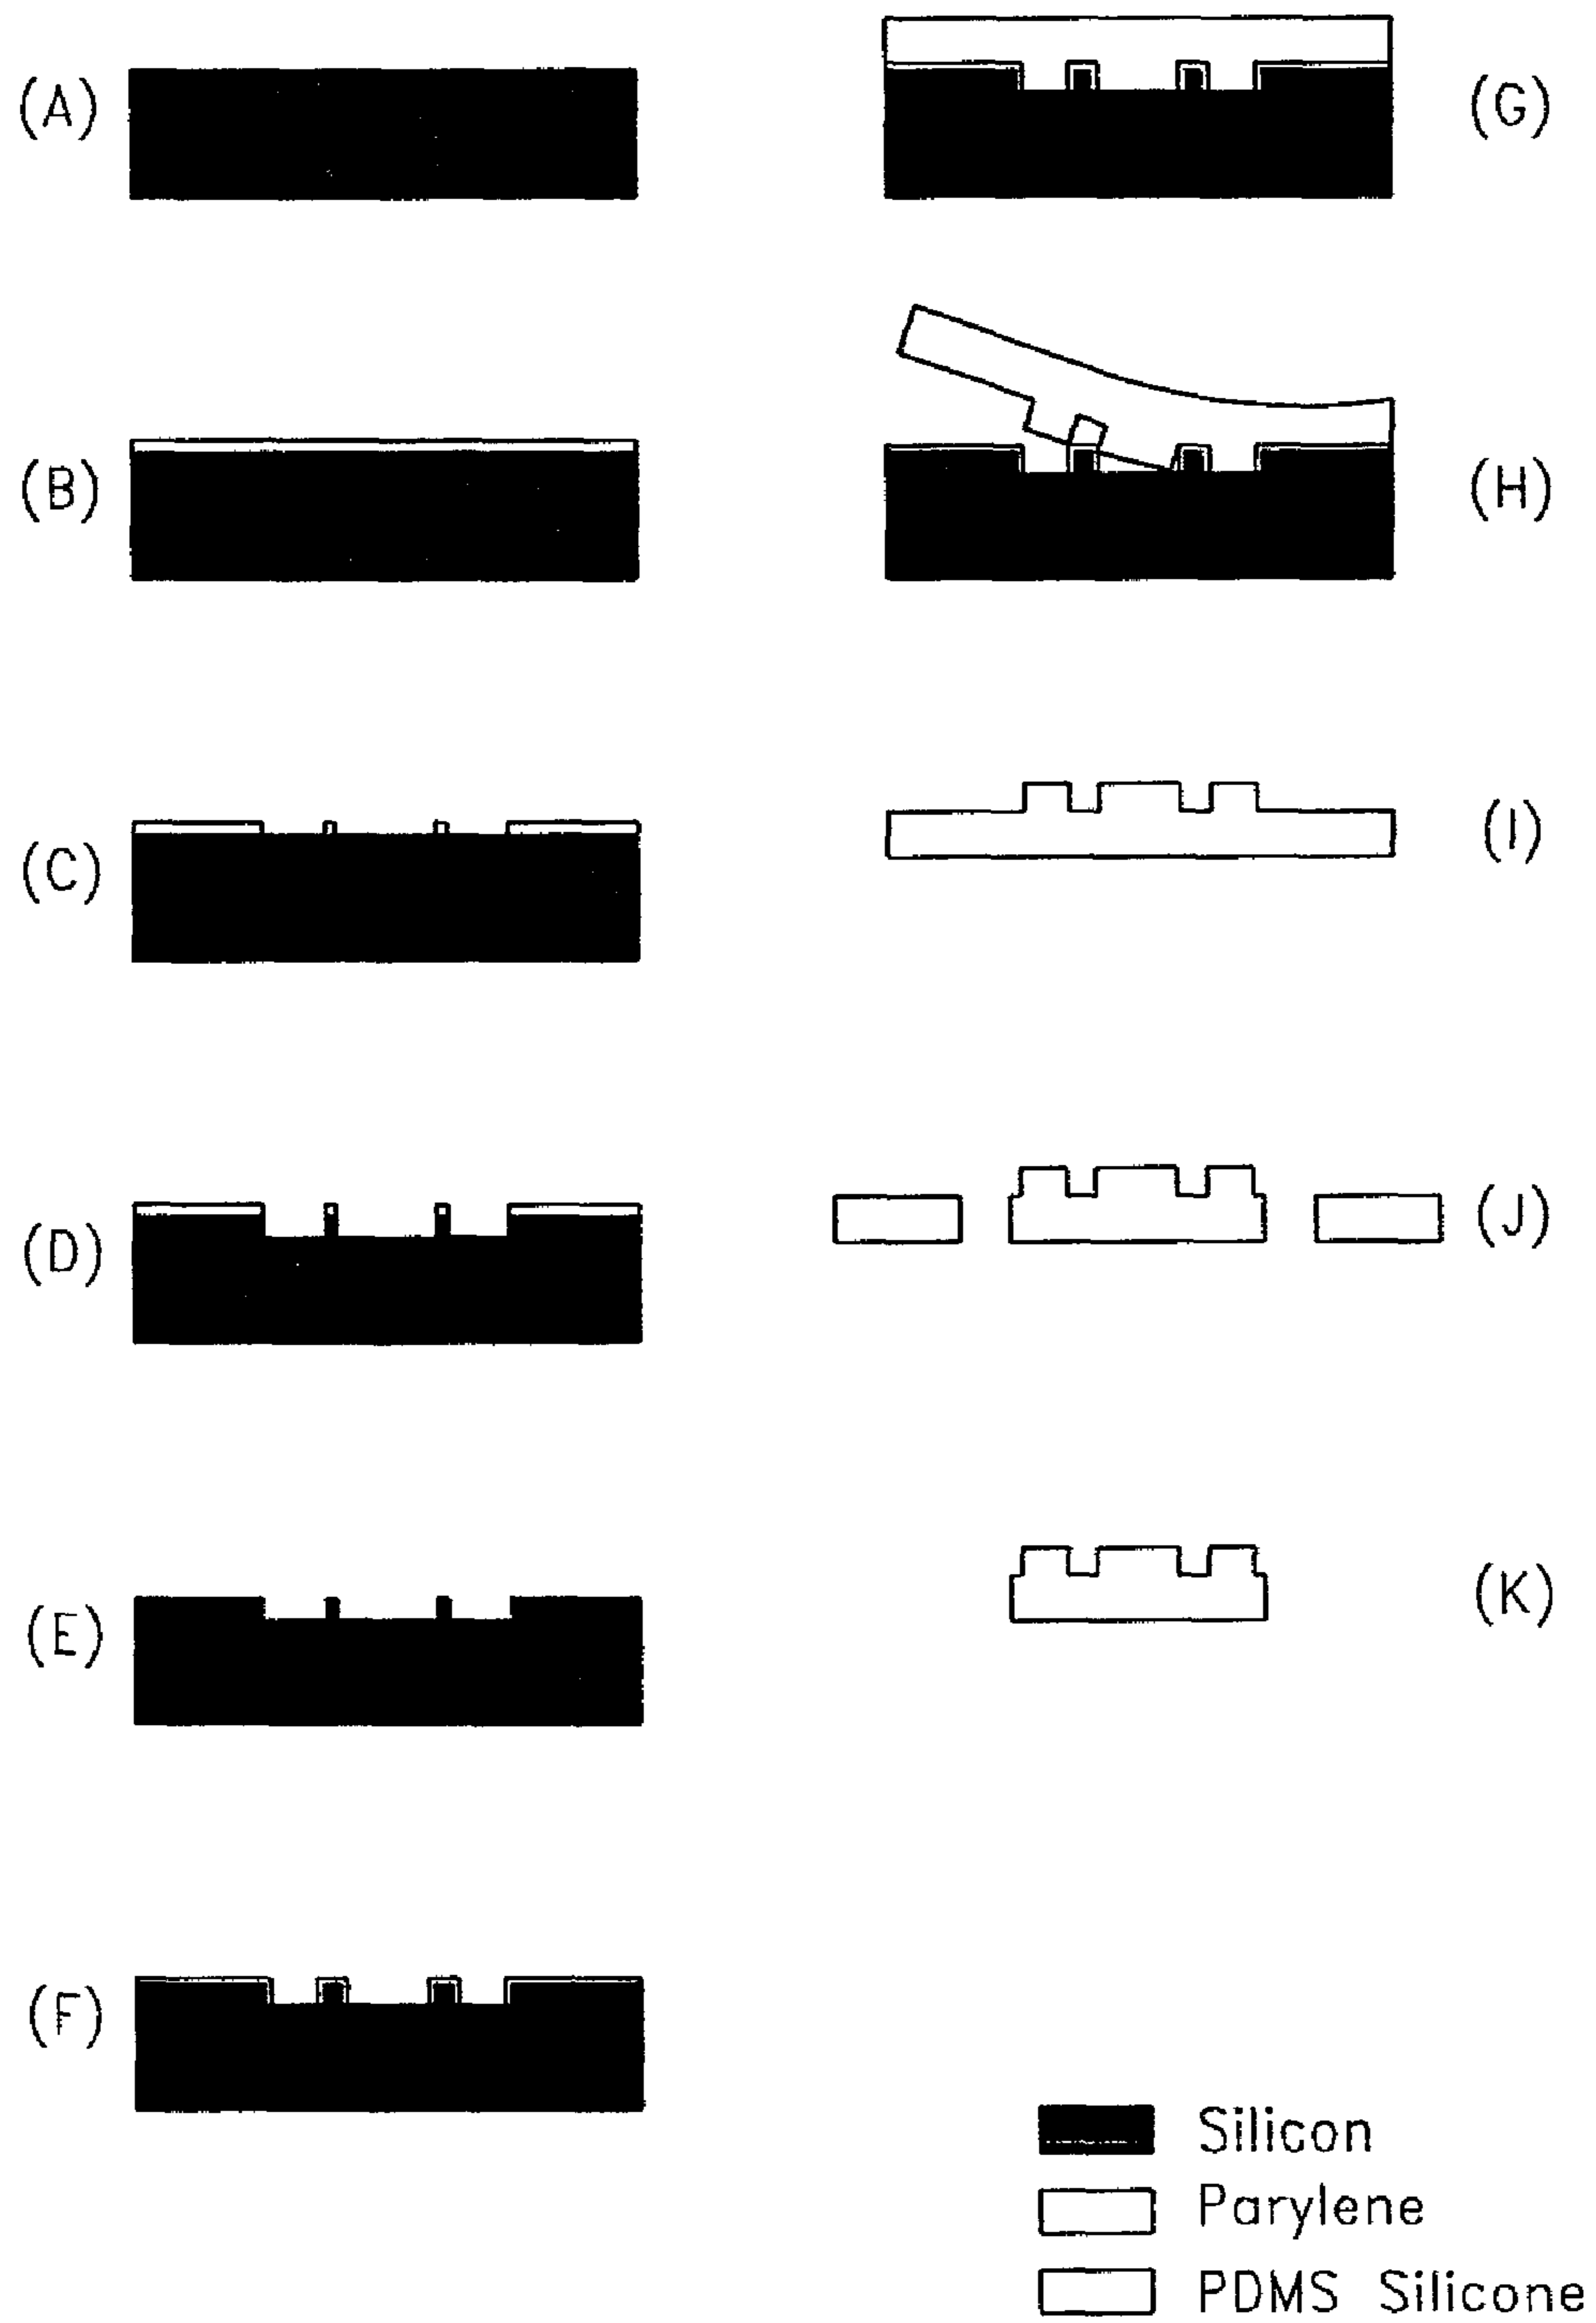 (A)
(B)
(C)
(D)
(E)
(F)
(G)
(H)
(I)
(J)
(K)
Silicon
Parylene
PDMS Silicone